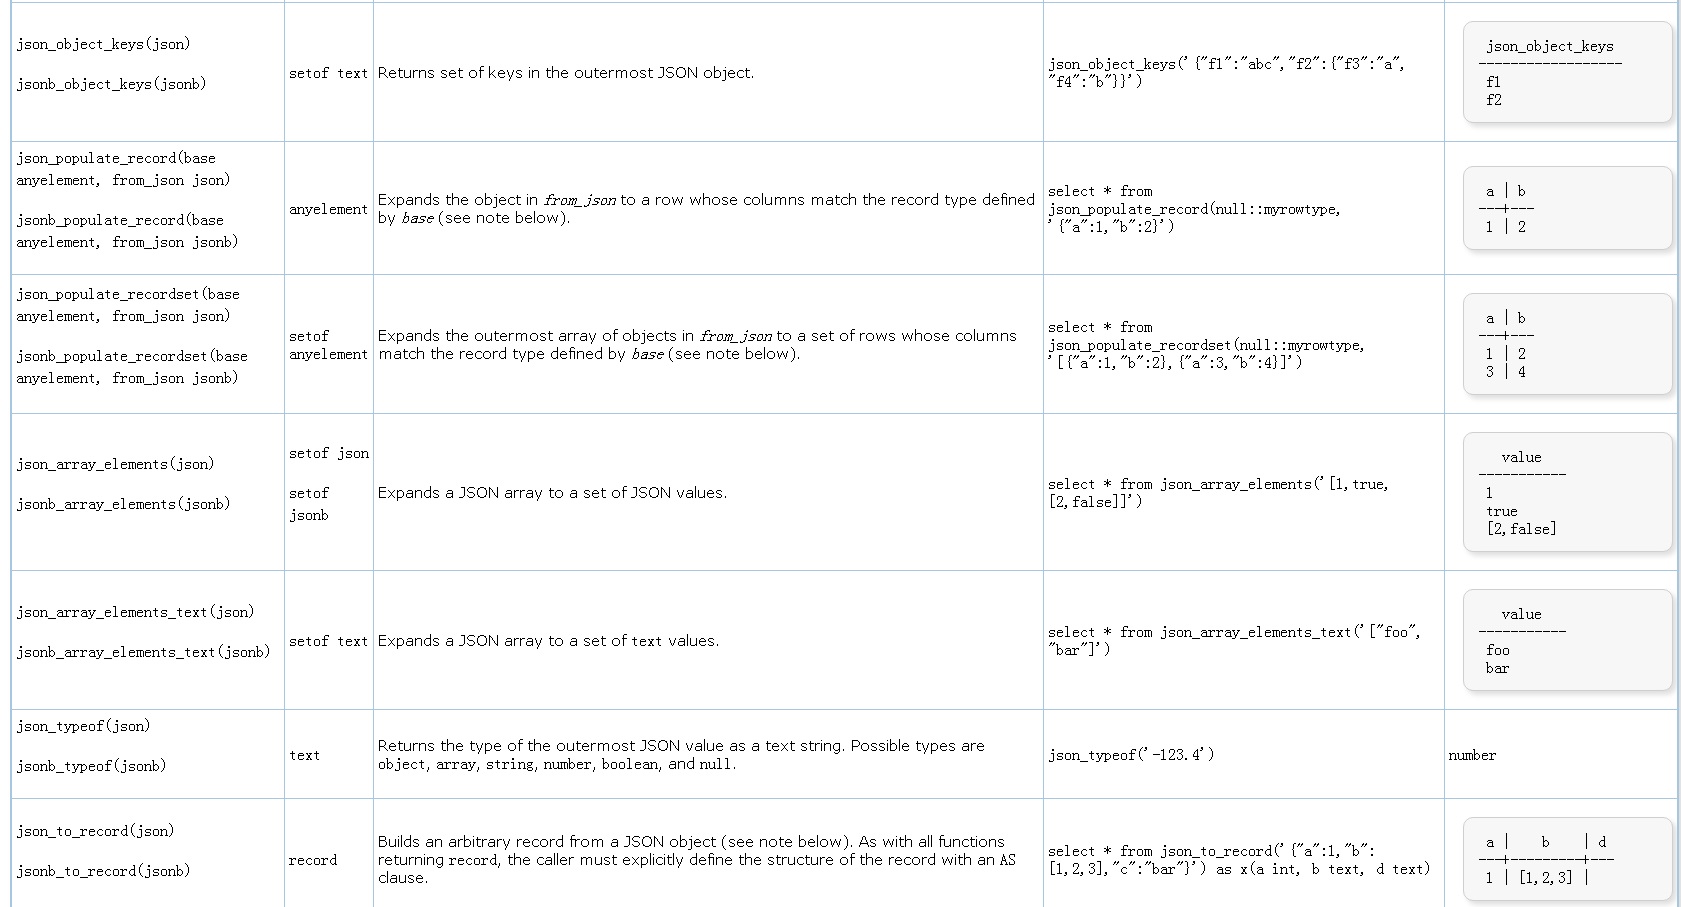 json_object_keys(json)
jsonb_object_keys(jsonb)
setof text
Returns set of keys in the outermost JSON object.
json_object_keys('{"f1":"abc","f2":{"f3":"a",
"f4":"b"}}')
json_object_keys
------------------
f1
f2
json_populate_record(base
anyelement, from_json json)
jsonb_populate_record(base
anyelement, from_json jsonb)
anyelement
Expands the object in from_json to a row whose columns match the record type defined
by base (see note below).
select * from
json_populate_record(null::myrowtype,
'{"a":1,"b":2}')
a | b
---+---
1 | 2
json_populate_recordset(base
anyelement, from_json json)
jsonb_populate_recordset(base
anyelement, from_json jsonb)
setof
anyelement
Expands the outermost array of objects in from_json to a set of rows whose columns
match the record type defined by base (see note below).
select * from
json_populate_recordset(null::myrowtype,
'[{"a":1,"b":2},{"a":3,"b":4}]')
a | b
---+---
1 | 2
3 | 4
json_array_elements(json)
jsonb_array_elements(jsonb)
setof json
setof
jsonb
Expands a JSON array to a set of JSON values.
select * from json_array_elements('[1,true,
[2,false]]')
value
-----------
1
true
[2,false]
json_array_elements_text(json)
jsonb_array_elements_text(jsonb)
setof text
Expands a JSON array to a set of text values.
select * from json_array_elements_text('["foo",
"bar"]')
value
-----------
foo
bar
json_typeof(json)
jsonb_typeof(jsonb)
text
Returns the type of the outermost JSON value as a text string. Possible types are
object, array, string, number, boolean, and null.
json_typeof('-123.4')
number
json_to_record(json)
jsonb_to_record(jsonb)
record
Builds an arbitrary record from a JSON object (see note below). As with all functions
returning record, the caller must explicitly define the structure of the record with an AS
clause.
select * from json_to_record('{"a":1,"b":
[1,2,3],"c":"bar"}') as x(a int, b text, d text)
a |    b    | d
---+---------+---
1 | [1,2,3] |